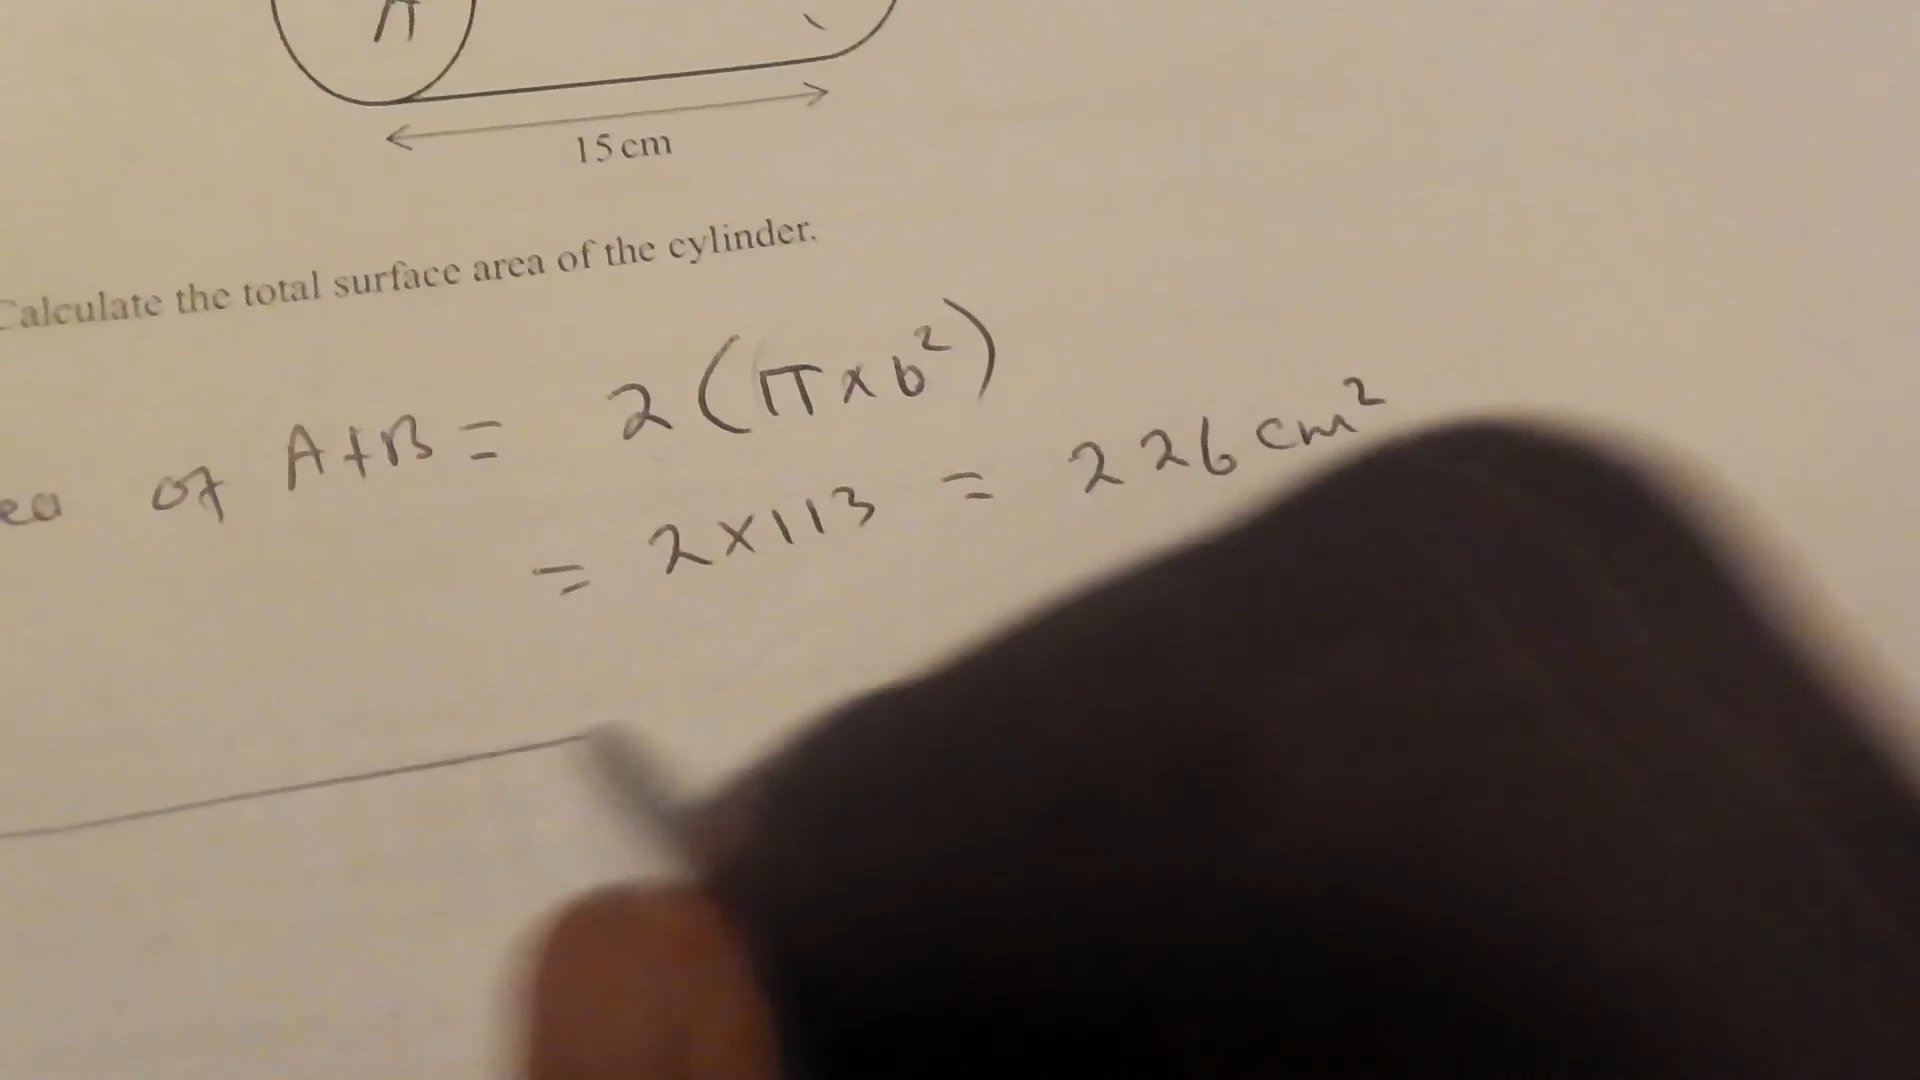 A
15 cm
Calculate the total surface area of the cylinder.
ea of A+B = 2(π×6²)
= 2×113 = 226 cm²